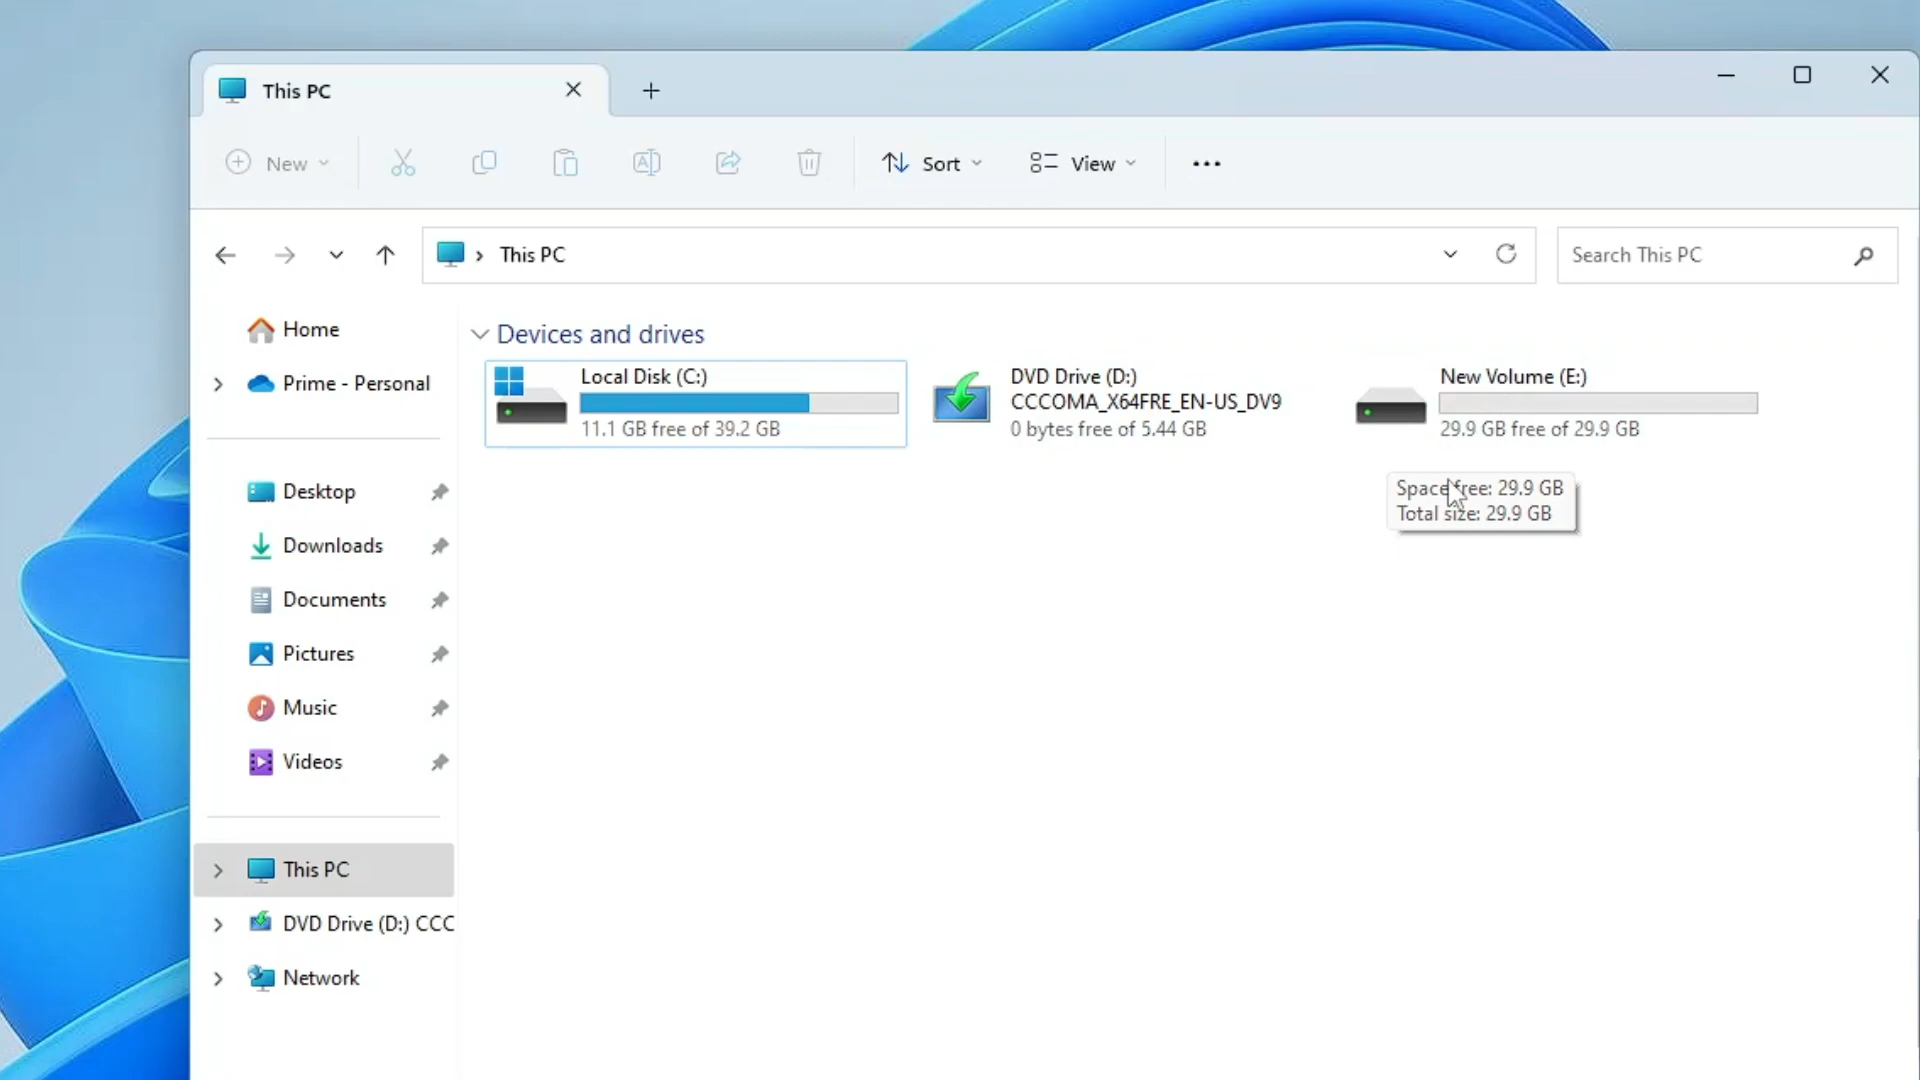 This PC
New
Sort
View
This PC
Search This PC
Home
Prime - Personal
Desktop
Downloads
Documents
Pictures
Music
Videos
This PC
DVD Drive (D:) CCC
Network
Devices and drives
Local Disk (C:)
11.1 GB free of 39.2 GB
DVD Drive (D:)
CCCOMA_X64FRE_EN-US_DV9
0 bytes free of 5.44 GB
New Volume (E:)
29.9 GB free of 29.9 GB
Space free: 29.9 GB
Total size: 29.9 GB